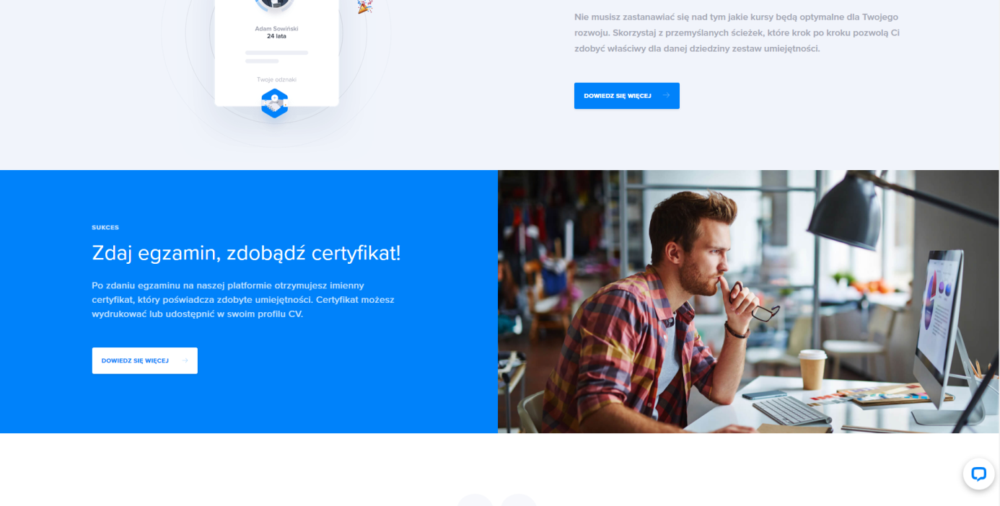 Adam Sowiński
24 lata
Twoje odznaki
Nie musisz zastanawiać się nad tym jakie kursy będą optymalne dla Twojego
rozwoju. Skorzystaj z przemyślanych ścieżek, które krok po kroku pozwolą Ci
zdobyć właściwy dla danej dziedziny zestaw umiejętności.
DOWIEDZ SIĘ WIĘCEJ
SUKCES
Zdaj egzamin, zdobądź certyfikat!
Po zdaniu egzaminu na naszej platformie otrzymujesz imienny
certyfikat, który poświadcza zdobyte umiejętności. Certyfikat możesz
wydrukować lub udostępnić w swoim profilu CV.
DOWIEDZ SIĘ WIĘCEJ